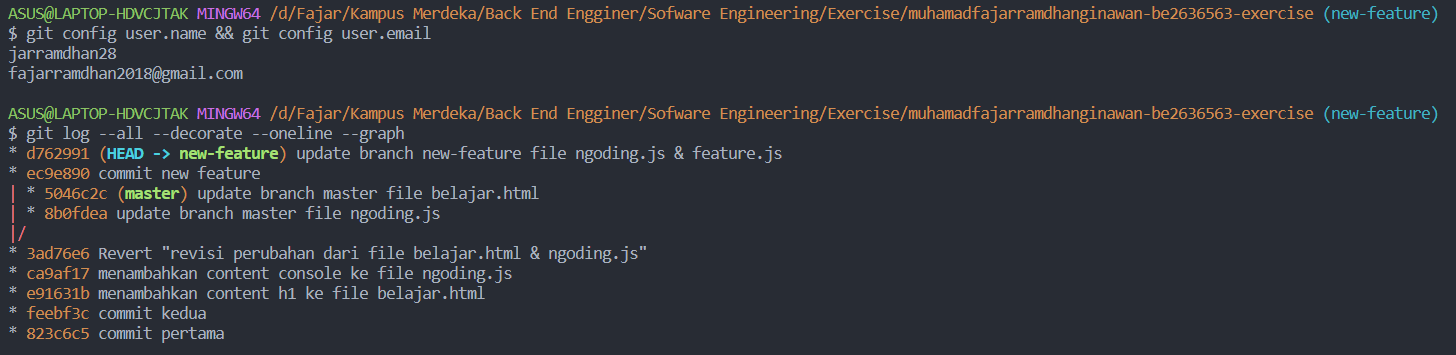 ASUS@LAPTOP-HDVCJTAK MINGW64 /d/Fajar/Kampus Merdeka/Back End Engginer/Sofware Engineering/Exercise/muhamadfajarramdhanginawan-be2636563-exercise (new-feature)
$ git config user.name && git config user.email
jarramdhan28
fajarramdhan2018@gmail.com

ASUS@LAPTOP-HDVCJTAK MINGW64 /d/Fajar/Kampus Merdeka/Back End Engginer/Sofware Engineering/Exercise/muhamadfajarramdhanginawan-be2636563-exercise (new-feature)
$ git log --all --decorate --oneline --graph
* d762991 (HEAD -> new-feature) update branch new-feature file ngoding.js & feature.js
* ec9e890 commit new feature
| * 5046c2c (master) update branch master file belajar.html
| * 8b0fdea update branch master file ngoding.js
|/
* 3ad76e6 Revert "revisi perubahan dari file belajar.html & ngoding.js"
* ca9af17 menambahkan content console ke file ngoding.js
* e91631b menambahkan content h1 ke file belajar.html
* feebf3c commit kedua
* 823c6c5 commit pertama